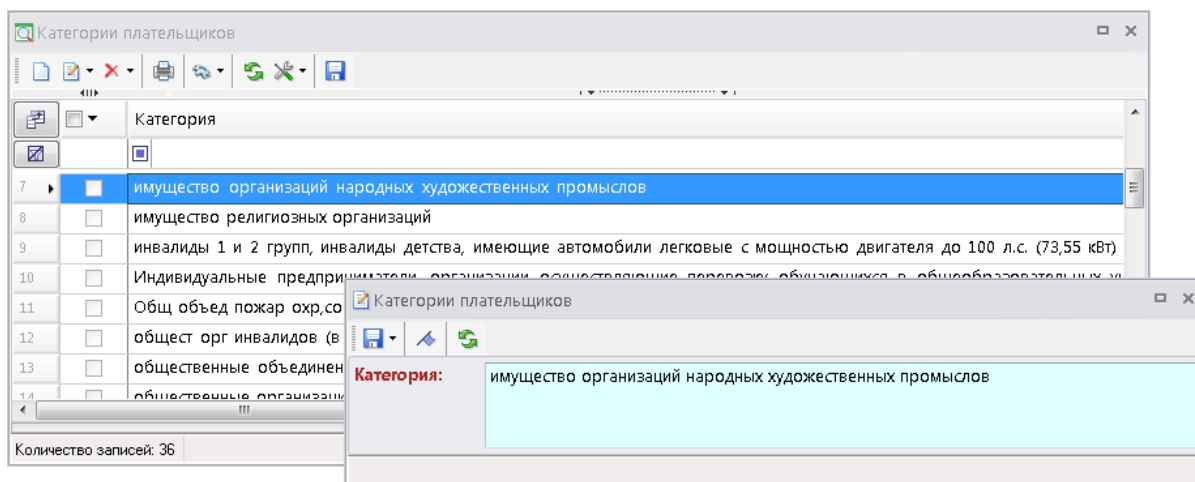 Категории плательщиков
Категория
7 имущество организаций народных художественных промыслов
8 имущество религиозных организаций
9 инвалиды 1 и 2 групп, инвалиды детства, имеющие автомобили легковые с мощностью двигателя до 100 л.с. (73,55 кВт)
10 Индивидуальные предприниматели, организации осуществляющие перевозку обучающихся в общеобразовательных
11 Общ объед пожар охр,со
12 общест орг инвалидов (в
13 общественные объединен
14 общественные организаци
Количество записей: 36
Категории плательщиков
Категория: имущество организаций народных художественных промыслов